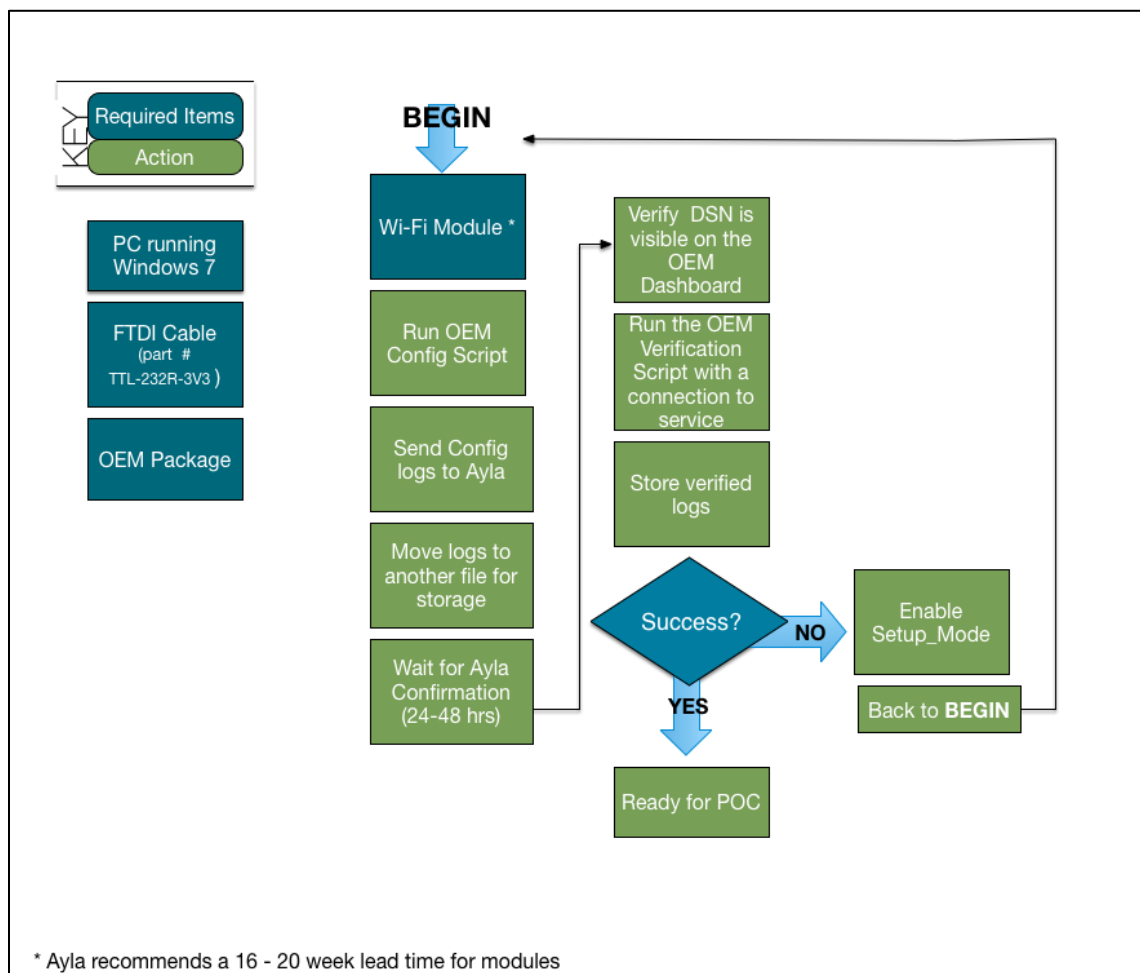 KEY
Required Items
Action
PC running
Windows 7
FTDI Cable
(part #
TTL-232R-3V3 )
OEM Package
BEGIN
Wi-Fi Module *
Run OEM
Config Script
Send Config
logs to Ayla
Move logs to
another file for
storage
Wait for Ayla
Confirmation
(24-48 hrs)
Verify DSN is
visible on the
OEM
Dashboard
Run the OEM
Verification
Script with a
connection to
service
Store verified
logs
Success?
NO
YES
Enable
Setup_Mode
Back to BEGIN
Ready for POC
* Ayla recommends a 16 - 20 week lead time for modules